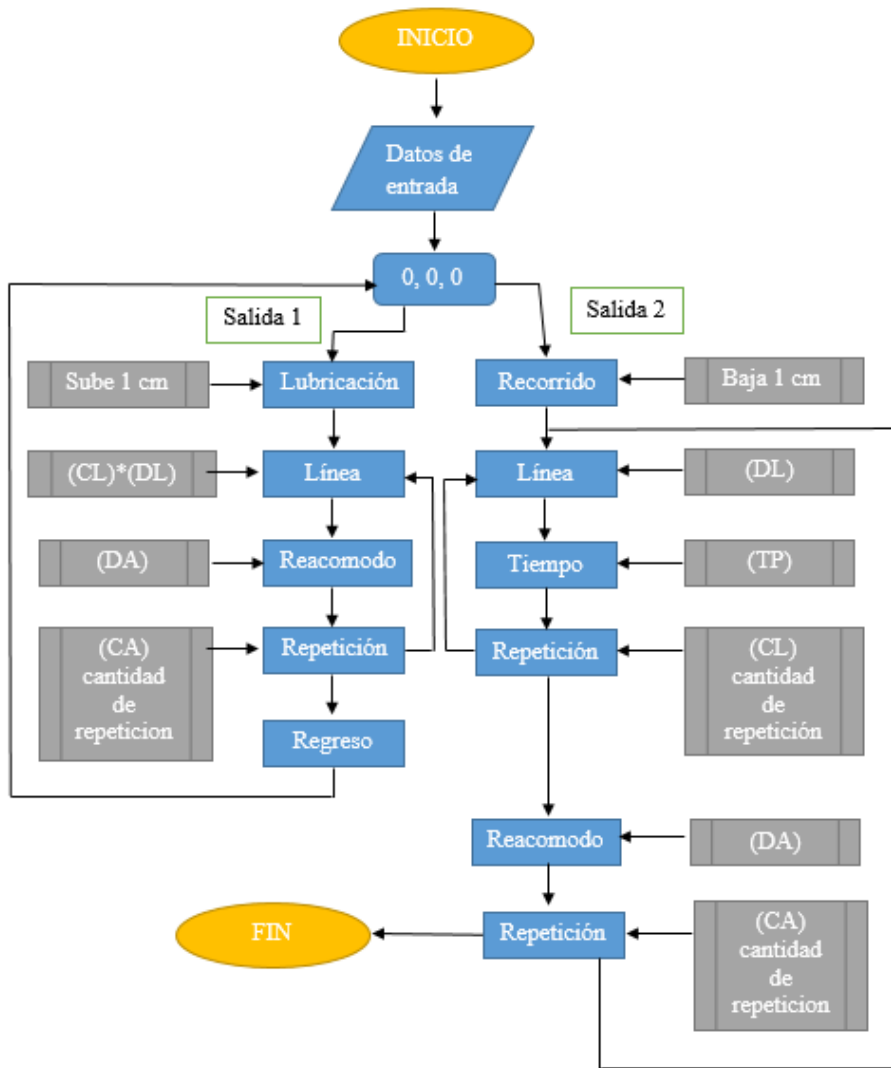 INICIO
Datos de
entrada
0, 0, 0
Salida 1
Salida 2
Sube 1 cm
Lubricación
Recorrido
Baja 1 cm
(CL)*(DL)
Línea
Línea
(DL)
(DA)
Reacomodo
Tiempo
(TP)
(CA)
cantidad
de
repeticion
Repetición
Repetición
(CL)
cantidad
de
repetición
Regreso
Reacomodo
(DA)
FIN
Repetición
(CA)
cantidad
de
repeticion